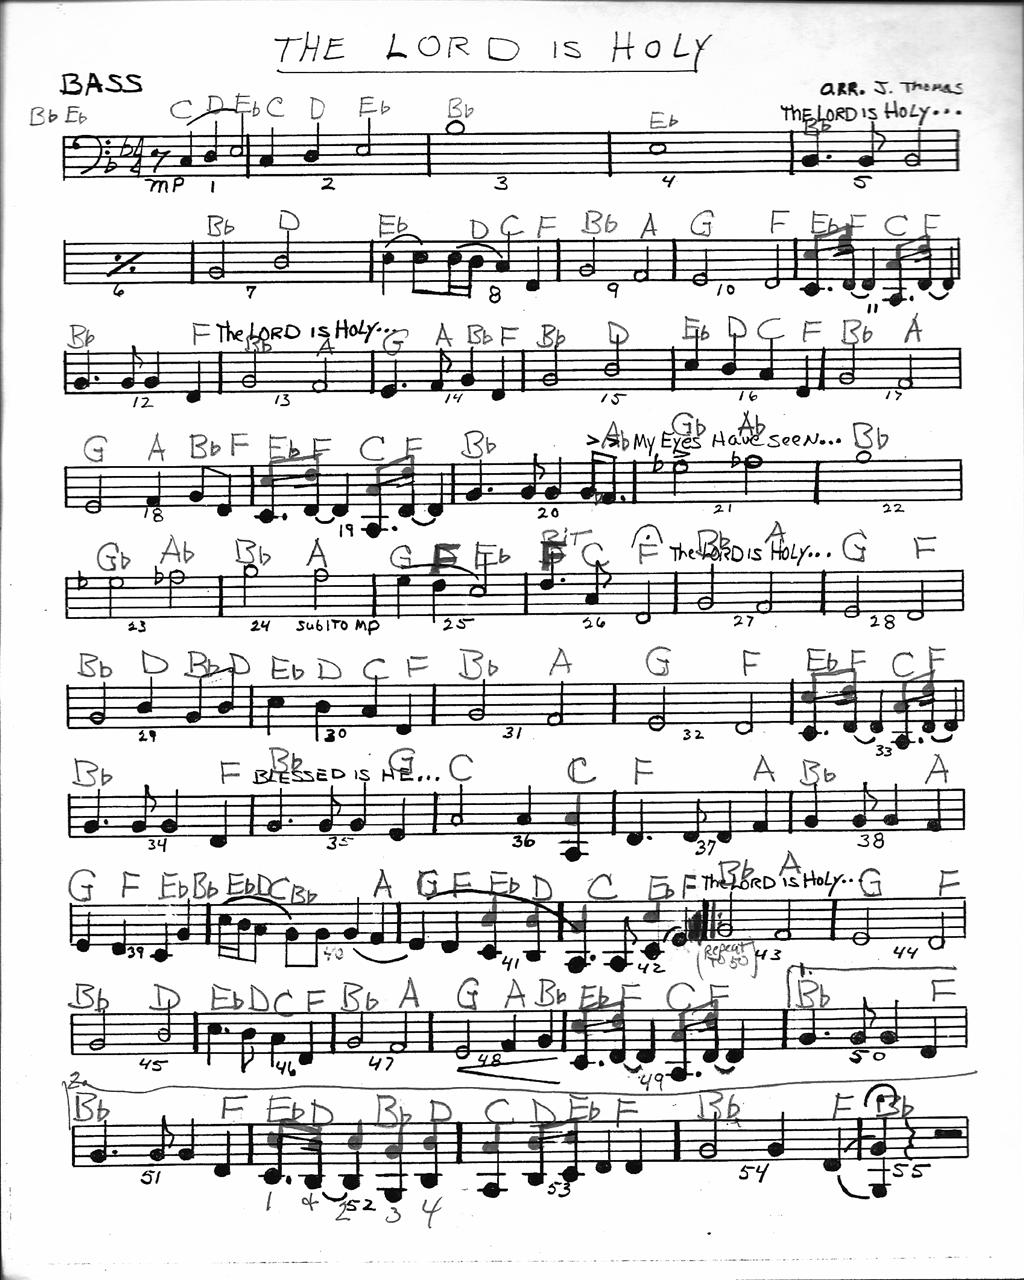 THE LORD IS HOLY
BASS
ARR. J. Thomas
Bb Eb C D Eb C D Eb Bb Eb THE LORD IS HOLY...
Bb
mp 1 2 3 4 5
Bb D Eb D C F Bb A G F Eb F C F
6 7 8 9 10 11
Bb F The LORD IS HOLY... G A Bb F Bb D Eb D C F Bb A
Bb A
12 13 14 15 16 17
G A Bb F Eb F C F Bb Ab My Eyes Have Seen... Bb
Gb Ab
18 19 20 21 22
Gb Ab Bb A G F Eb F C F The LORD IS HOLY... G F
RIT Bb A
23 24 subito mp 25 26 27 28
Bb D Bb D Eb D C F Bb A G F Eb F C F
29 30 31 32 33
Bb F BLESSED IS HE... C C F A Bb A
Bb G
34 35 36 37 38
G F Eb Bb Eb D C Bb A G F Eb D C Eb F The LORD IS HOLY.. G F
Bb A
39 40 41 42 (Repeat TO 50) 43 44
Bb D Eb D C F Bb A G A Bb Eb F C F 1. Bb F
45 46 47 48 49 50
2.
Bb F Eb D Bb D C D Eb F Bb F Bb
51 52 53 54 55
1 4 2 3 4